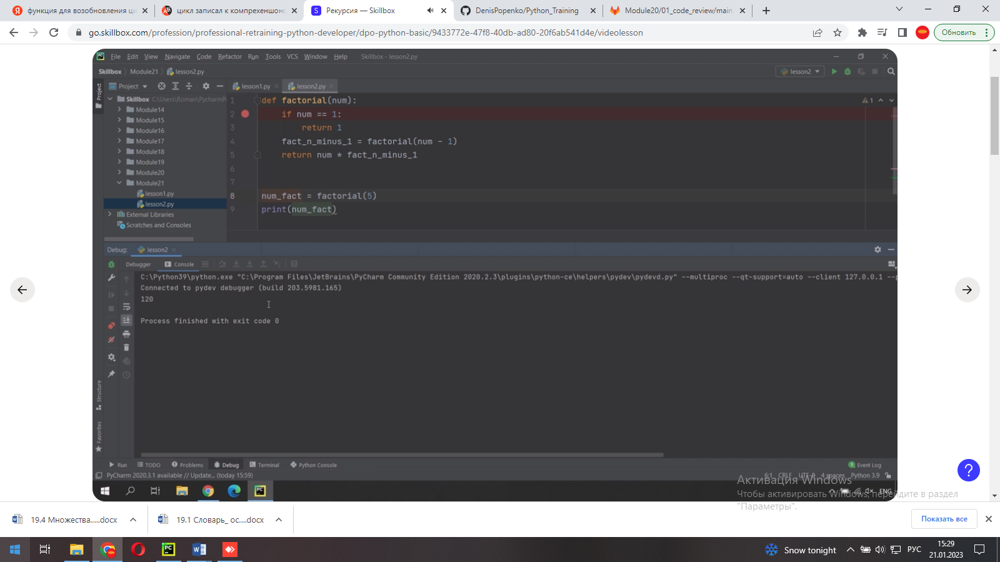 функция для возобновления ци
цикл записал к компрехеншонс
Рекурсия — Skillbox
DenisPopenko/Python_Training
Module20/01_code_review/main.
go.skillbox.com/profession/professional-retraining-python-developer/dpo-python-basic/9433772e-47f8-40db-ad80-20f6ab541d4e/videolesson
Обновить
File Edit View Navigate Code Refactor Run Tools VCS Window Help Skillbox - lesson2.py
Skillbox Module21 lesson2.py
lesson2
Project
Project
lesson1.py
lesson2.py
Skillbox C:\Users\Roman\PycharmP
Module14
Module15
Module16
Module17
Module18
Module19
Module20
Module21
lesson1.py
lesson2.py
External Libraries
Scratches and Consoles
1 def factorial(num):
2 if num == 1:
3 return 1
4 fact_n_minus_1 = factorial(num - 1)
5 return num * fact_n_minus_1
6
7
8 num_fact = factorial(5)
9 print(num_fact)
1
Debug: lesson2
Debugger Console
C:\Python39\python.exe "C:\Program Files\JetBrains\PyCharm Community Edition 2020.2.3\plugins\python-ce\helpers\pydev\pydevd.py" --multiproc --qt-support=auto --client 127.0.0.1 --p
Connected to pydev debugger (build 203.5981.165)
120
Process finished with exit code 0
Structure
Favorites
Run TODO Problems Debug Terminal Python Console
1 Event Log
PyCharm 2020.3.1 available // Update... (today 15:59)
6:1 CRLF UTF-8 4 spaces Python 3.9
ENG
Активация Windows
Чтобы активировать Windows, перейдите в раздел
"Параметры".
?
19.4 Множества.....docx
19.1 Словарь_ ос....docx
Показать все
Snow tonight
РУС
15:29
21.01.2023